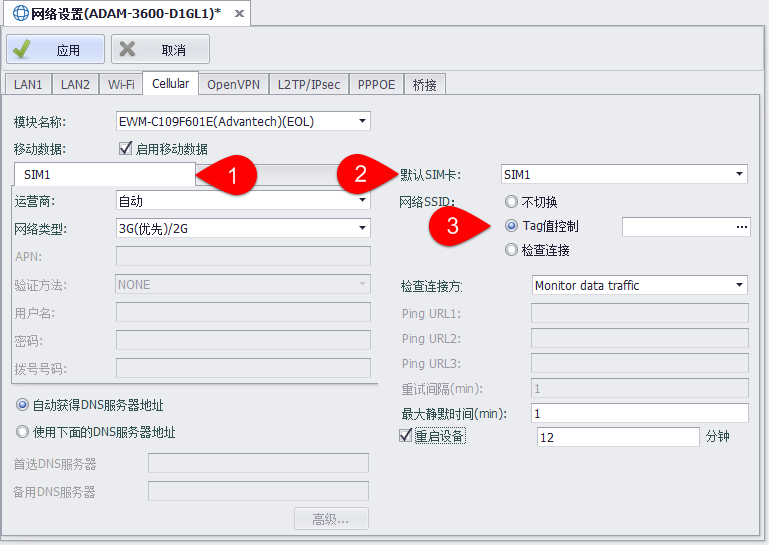 网络设置(ADAM-3600-D1GL1)*
应用 取消
LAN1 LAN2 Wi-Fi Cellular OpenVPN L2TP/IPsec PPPOE 桥接
模块名称: EWM-C109F601E(Advantech)(EOL)
移动数据: 启用移动数据
SIM1
1
2
默认SIM卡: SIM1
运营商: 自动
网络类型: 3G(优先)/2G
APN:
验证方法: NONE
用户名:
密码:
拨号号码:
网络SSID: 不切换
3
Tag值控制 ...
检查连接
检查连接方: Monitor data traffic
Ping URL1:
Ping URL2:
Ping URL3:
重试间隔(min): 1
最大静默时间(min): 1
重启设备 12 分钟
自动获得DNS服务器地址
使用下面的DNS服务器地址
首选DNS服务器
备用DNS服务器
高级...